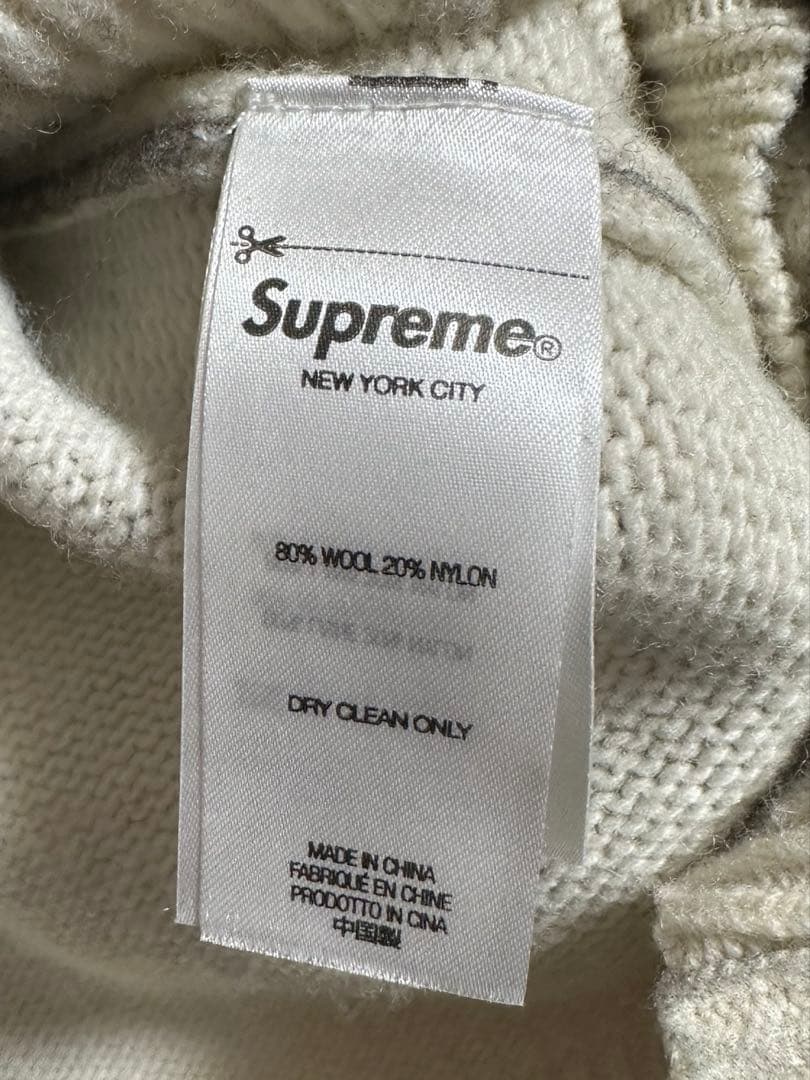 Supreme®
NEW YORK CITY
80% WOOL 20% NYLON
DRY CLEAN ONLY
MADE IN CHINA
FABRIQUÉ EN CHINE
PRODOTTO IN CINA
中国製